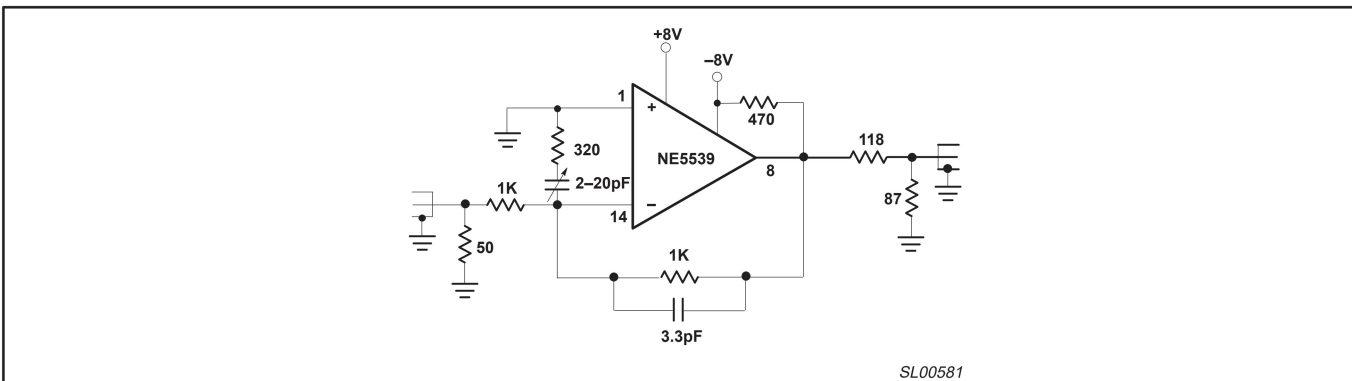 +8V
–8V
1
+
470
118
320
NE5539
8
2–20pF
1K
–
14
87
50
1K
3.3pF
SL00581